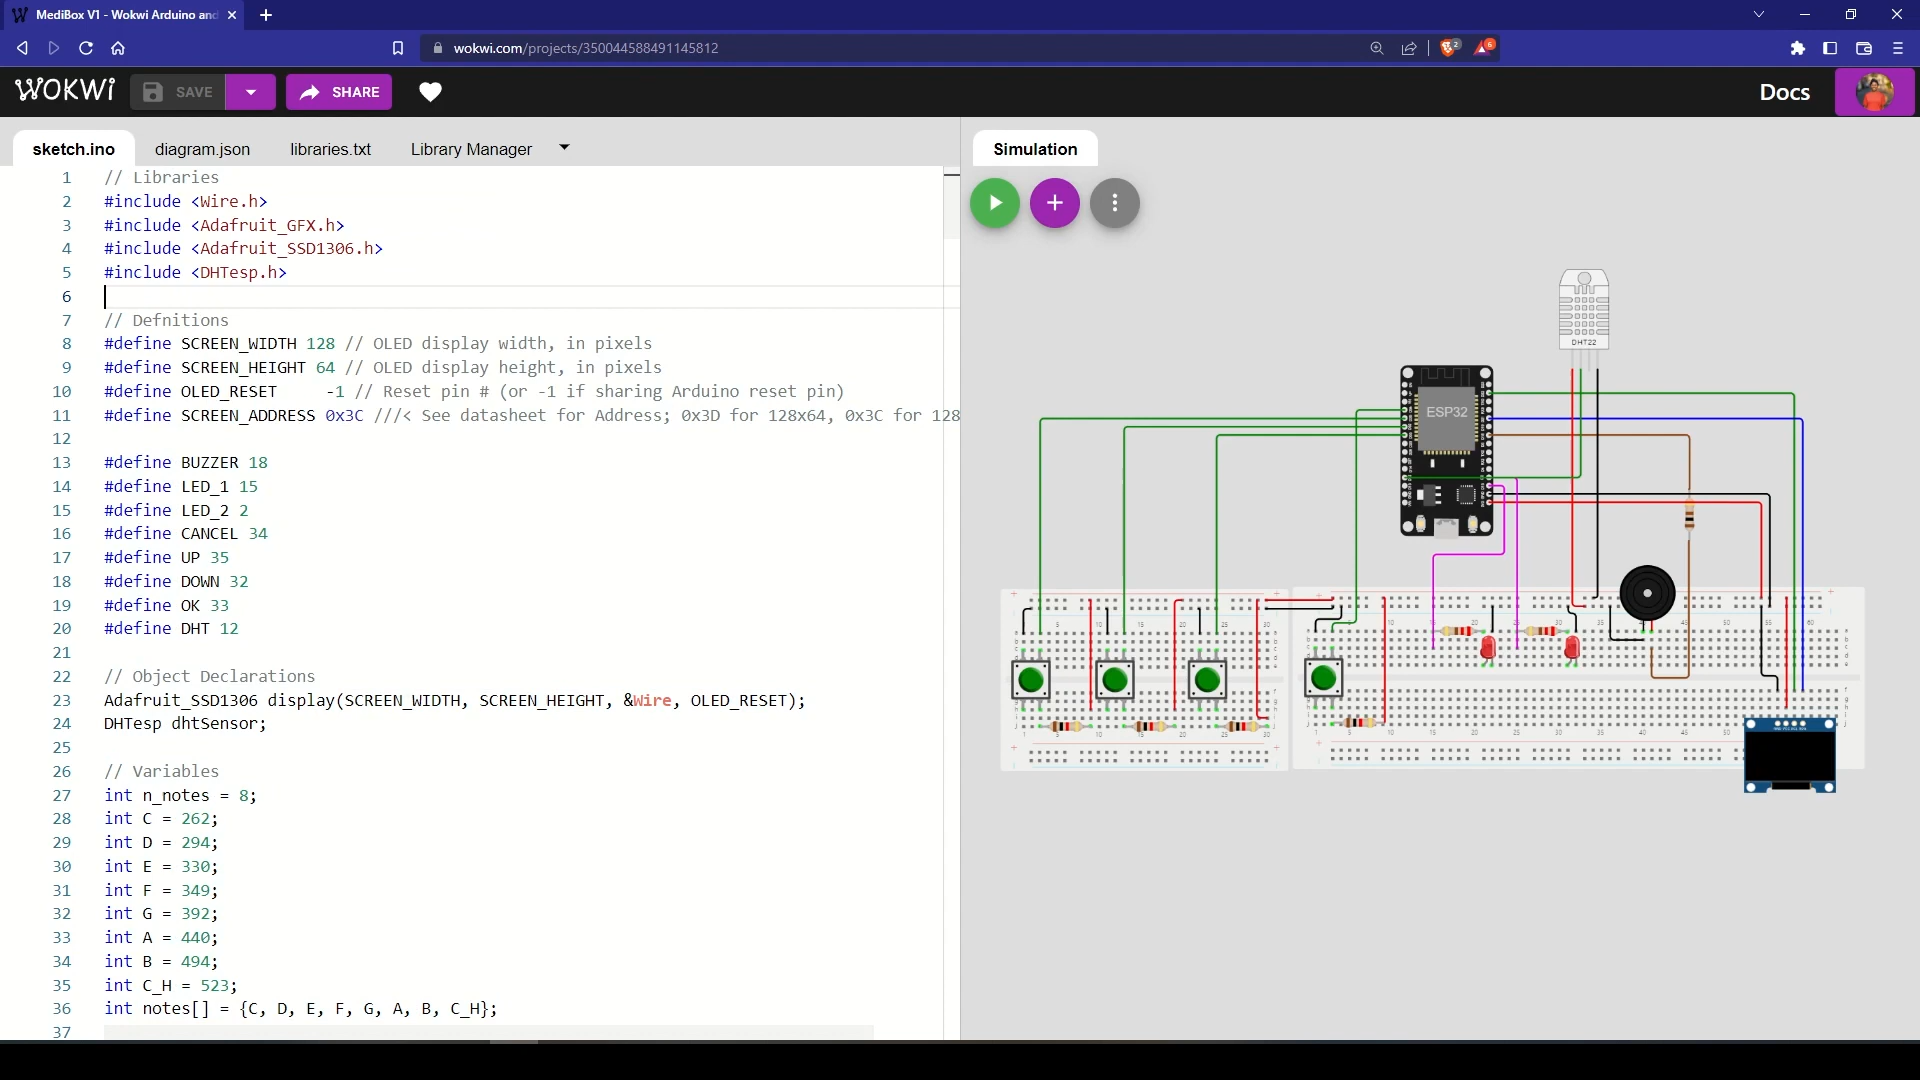 MediBox V1 - Wokwi Arduino and
wokwi.com/projects/350044588491145812
2
6
WOKWi
SAVE
SHARE
Docs
sketch.ino
diagram.json
libraries.txt
Library Manager
Simulation
1 // Libraries
2 #include <Wire.h>
3 #include <Adafruit_GFX.h>
4 #include <Adafruit_SSD1306.h>
5 #include <DHTesp.h>
6
7 // Defnitions
8 #define SCREEN_WIDTH 128 // OLED display width, in pixels
9 #define SCREEN_HEIGHT 64 // OLED display height, in pixels
10 #define OLED_RESET     -1 // Reset pin # (or -1 if sharing Arduino reset pin)
11 #define SCREEN_ADDRESS 0x3C ///< See datasheet for Address; 0x3D for 128x64, 0x3C for 128
12
13 #define BUZZER 18
14 #define LED_1 15
15 #define LED_2 2
16 #define CANCEL 34
17 #define UP 35
18 #define DOWN 32
19 #define OK 33
20 #define DHT 12
21
22 // Object Declarations
23 Adafruit_SSD1306 display(SCREEN_WIDTH, SCREEN_HEIGHT, &Wire, OLED_RESET);
24 DHTesp dhtSensor;
25
26 // Variables
27 int n_notes = 8;
28 int C = 262;
29 int D = 294;
30 int E = 330;
31 int F = 349;
32 int G = 392;
33 int A = 440;
34 int B = 494;
35 int C_H = 523;
36 int notes[] = {C, D, E, F, G, A, B, C_H};
37
DHT22
ESP32